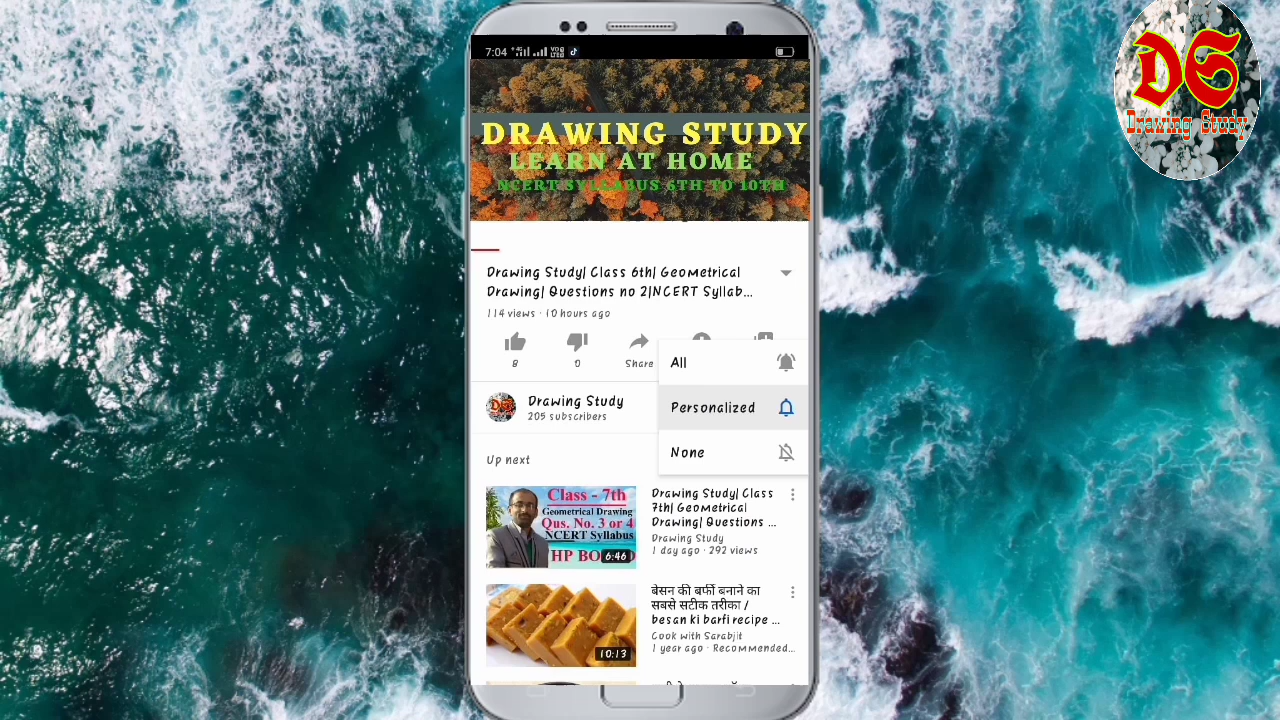 DS
Drawing Study
7:04
DRAWING STUDY
LEARN AT HOME
NCERT SYLLABUS 6TH TO 10TH
Drawing Study| Class 6th| Geometrical
Drawing| Questions no 2|NCERT Syllab...
114 views · 10 hours ago
8
0
Share
All
Personalized
None
Drawing Study
205 subscribers
Up next
Class - 7th
Geometrical Drawing
Qus. No. 3 or 4
NCERT Syllabus
HP BO
6:46
Drawing Study| Class
7th| Geometrical
Drawing| Questions ...
Drawing Study
1 day ago · 292 views
बेसन की बर्फी बनाने का
सबसे सटीक तरीका /
besan ki barfi recipe ...
Cook with Sarabjit
1 year ago · Recommended...
10:13